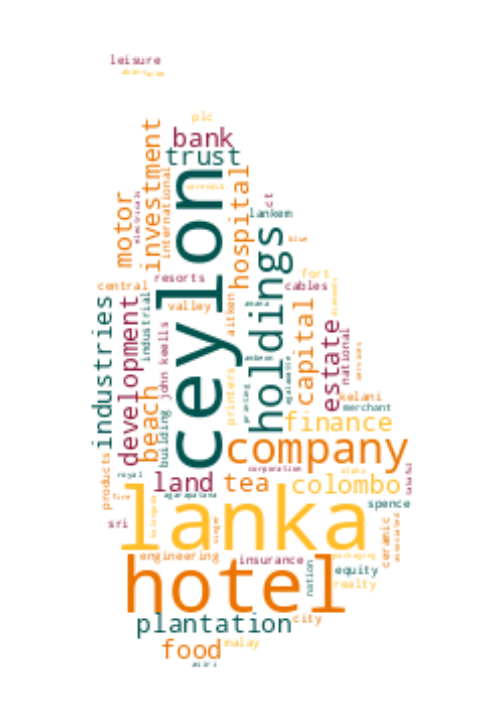 leisure
plc
bank
trust
ceylon
investment
international
motor
hospital
lankem
holdings
blue
resorts
central
valley
fort
cables
industries
development
industrial
john keells
aitken
capital
estate
national
beach
building
printers
printing
kelani
merchant
finance
company
corporation
products
royal
land
tea
colombo
alpha
agarapatana
spence
lanka
fire
sri
singer
ceramic
associated
engineering
insurance
packaging
hotel
nation
equity
realty
plantation
city
food
malay
asiri